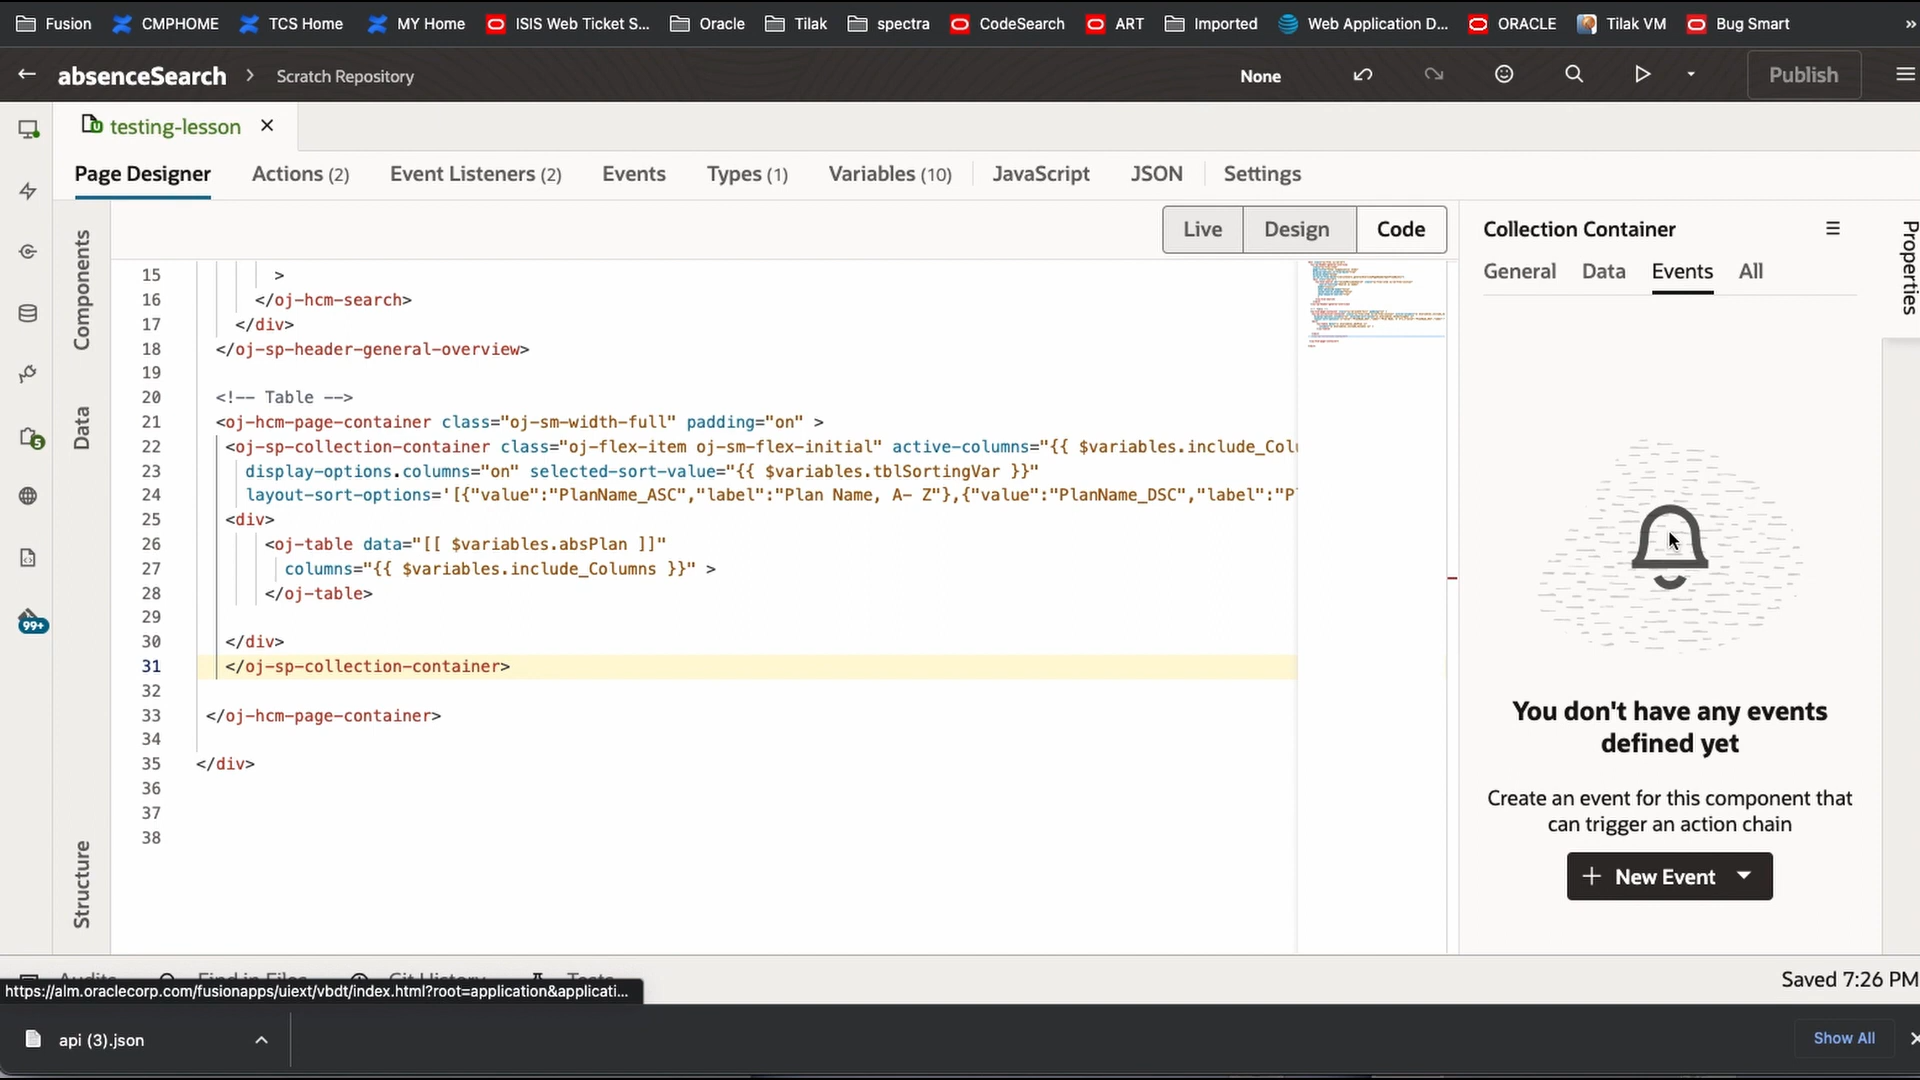 Fusion CMPHOME TCS Home MY Home ISIS Web Ticket S... Oracle Tilak spectra CodeSearch ART Imported Web Application D... ORACLE Tilak VM Bug Smart »
absenceSearch > Scratch Repository None Publish
testing-lesson
Page Designer Actions (2) Event Listeners (2) Events Types (1) Variables (10) JavaScript JSON Settings
Live Design Code
Components
Data
Structure
5
99+
15 >
16 </oj-hcm-search>
17 </div>
18 </oj-sp-header-general-overview>
19
20 <!-- Table -->
21 <oj-hcm-page-container class="oj-sm-width-full" padding="on" >
22 <oj-sp-collection-container class="oj-flex-item oj-sm-flex-initial" active-columns="{{ $variables.include_Colu
23 display-options.columns="on" selected-sort-value="{{ $variables.tblSortingVar }}"
24 layout-sort-options='[{"value":"PlanName_ASC","label":"Plan Name, A- Z"},{"value":"PlanName_DSC","label":"P
25 <div>
26 <oj-table data="[[ $variables.absPlan ]]"
27 columns="{{ $variables.include_Columns }}" >
28 </oj-table>
29
30 </div>
31 </oj-sp-collection-container>
32
33 </oj-hcm-page-container>
34
35 </div>
36
37
38
Collection Container
Properties
General Data Events All
You don't have any events
defined yet
Create an event for this component that
can trigger an action chain
+ New Event
Audits Find in Files Git History Tests
Saved 7:26 PM
https://alm.oraclecorp.com/fusionapps/uiext/vbdt/index.html?root=application&applicati...
api (3).json
Show All